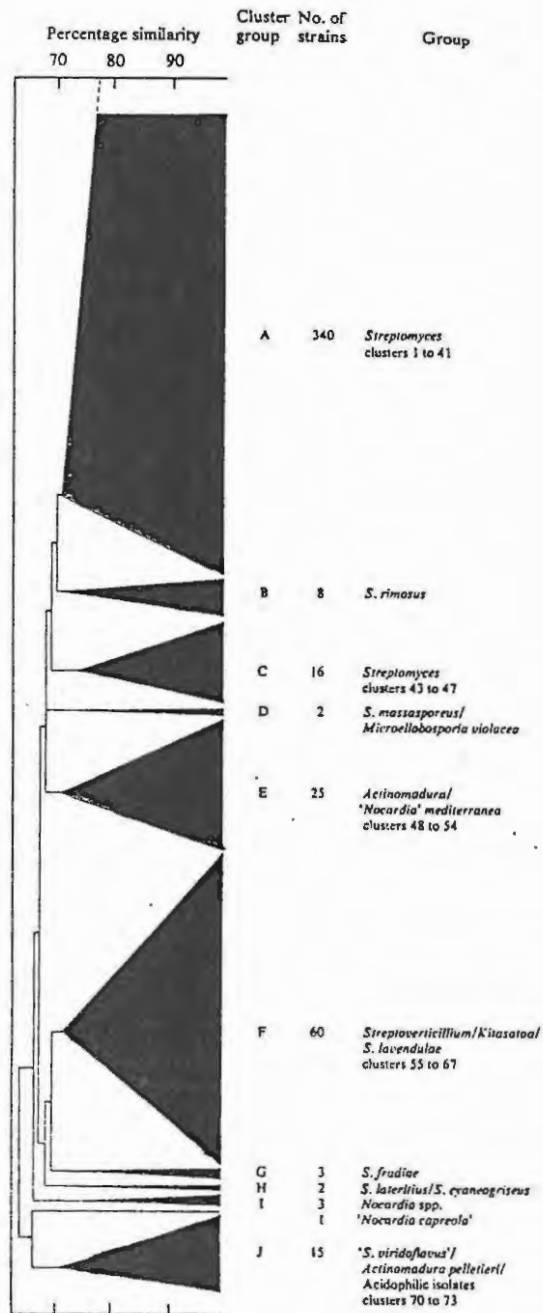 Percentage similarity
Cluster group
No. of strains
Group
70 80 90
A 340 Streptomyces
clusters 1 to 41
B 8 S. rimosus
C 16 Streptomyces
clusters 43 to 47
D 2 S. massasporeus/
Microellobosporia violacea
E 25 Actinomadura/
'Nocardia' mediterranea
clusters 48 to 54
F 60 Streptoverticillium/Kitasatoa/
S. lavendulae
clusters 55 to 67
G 3 S. fradiae
H 2 S. lateritius/S. cyaneogriseus
I 3 Nocardia spp.
1 'Nocardia capreola'
J 15 'S. viridoflavus'/
Actinomadura pelletieri/
Acidophilic isolates
clusters 70 to 73
70 80 90